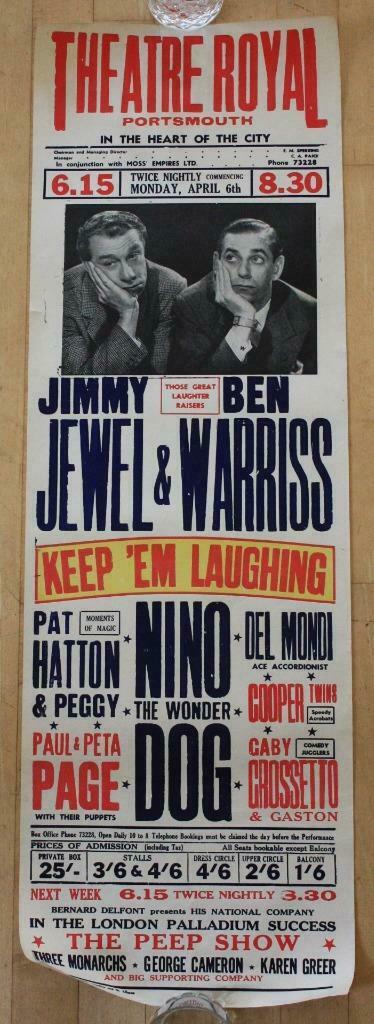 THEATRE ROYAL
PORTSMOUTH
IN THE HEART OF THE CITY
Chairman and Managing Director . . . . . . F. M. SPERRING
Manager . . . . . . C. A. PAICE
In conjunction with MOSS' EMPIRES LTD. Phone 73228
6.15 TWICE NIGHTLY COMMENCING MONDAY, APRIL 6th 8.30
JIMMY THOSE GREAT LAUGHTER RAISERS BEN
JEWEL & WARRISS
KEEP 'EM LAUGHING
PAT MOMENTS OF MAGIC
HATTON
& PEGGY
PAUL & PETA
PAGE
WITH THEIR PUPPETS
NINO
THE WONDER
DOG
DEL MONDI
ACE ACCORDIONIST
COOPER TWINS
Speedy Acrobats
GABY COMEDY JUGGLERS
CROSSETTO
& GASTON
Box Office Phone 73228, Open Daily 10 to 8 Telephone Bookings must be claimed the day before the Performance
PRICES OF ADMISSION (including Tax) All Seats bookable except Balcony
PRIVATE BOX STALLS DRESS CIRCLE UPPER CIRCLE BALCONY
25/- 3/6 & 4/6 4/6 2/6 1/6
NEXT WEEK 6.15 TWICE NIGHTLY 8.30
BERNARD DELFONT presents HIS NATIONAL COMPANY
IN THE LONDON PALLADIUM SUCCESS
THE PEEP SHOW
THREE MONARCHS ★ GEORGE CAMERON ★ KAREN GREER
AND BIG SUPPORTING COMPANY